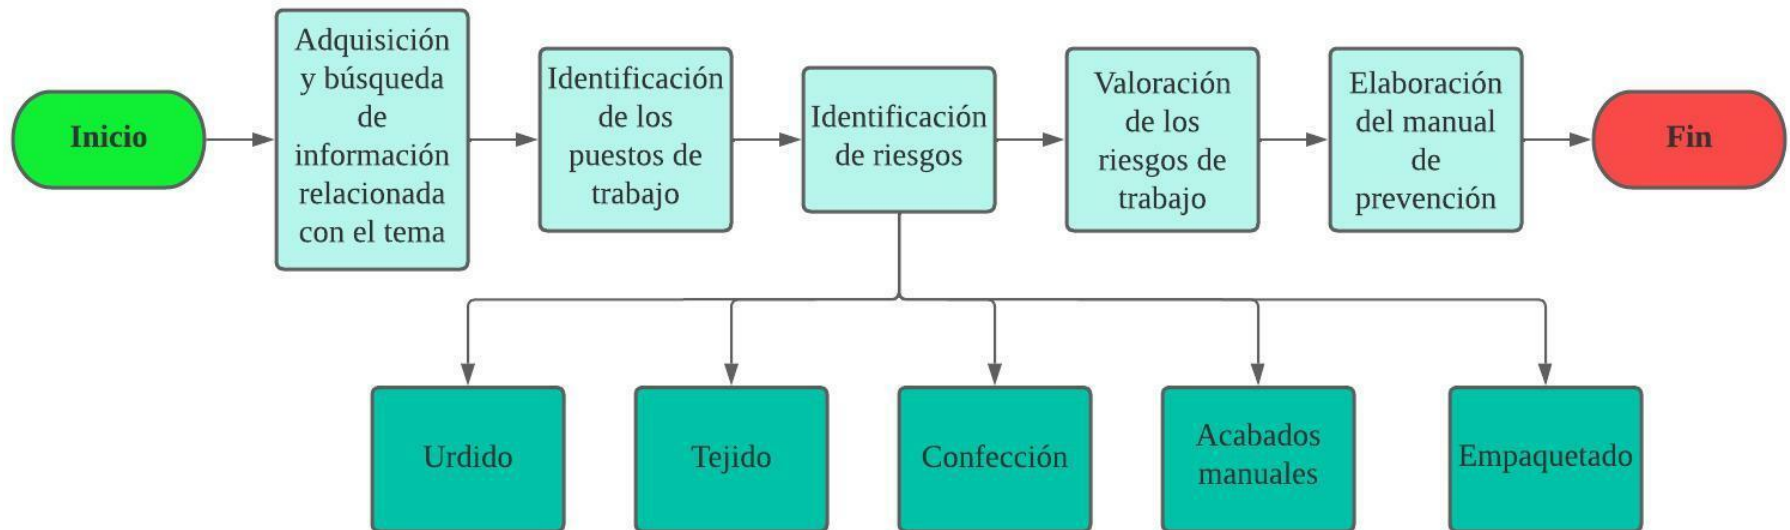 Inicio
Adquisición
y búsqueda
de
información
relacionada
con el tema
Identificación
de los
puestos de
trabajo
Identificación
de riesgos
Valoración
de los
riesgos de
trabajo
Elaboración
del manual
de
prevención
Fin
Urdido
Tejido
Confección
Acabados
manuales
Empaquetado